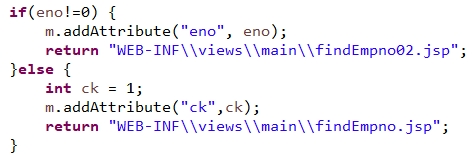 if(eno!=0) {
m.addAttribute("eno", eno);
return "WEB-INF\\views\\main\\findEmpno02.jsp";
}else {
int ck = 1;
m.addAttribute("ck",ck);
return "WEB-INF\\views\\main\\findEmpno.jsp";
}